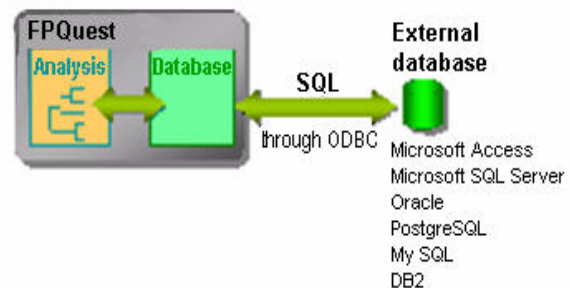 FPQuest
Analysis
Database
SQL
through ODBC
External
database
Microsoft Access
Microsoft SQL Server
Oracle
PostgreSQL
My SQL
DB2